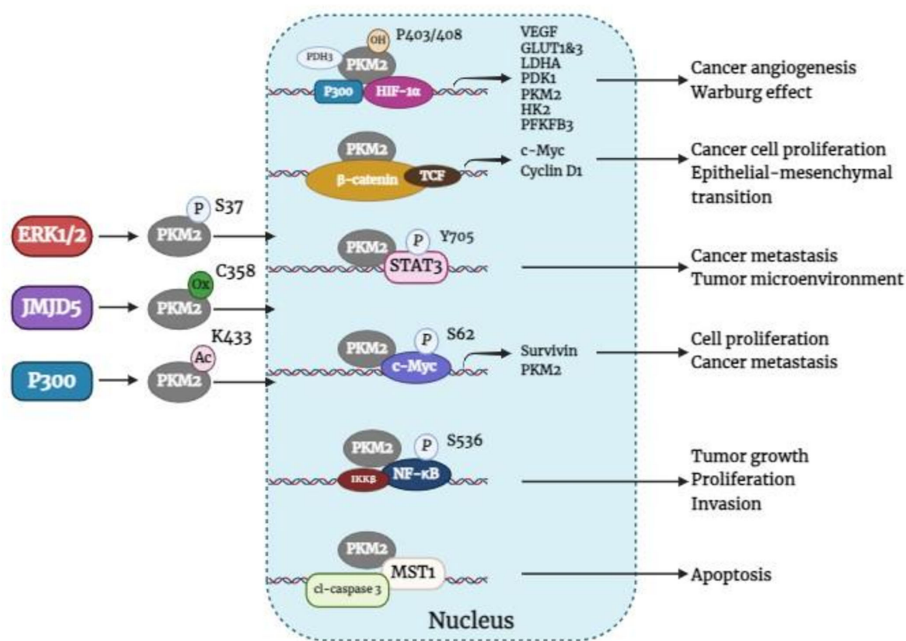 OH
P403/408
PDH3
PKM2
P300
HIF-1α
VEGF
GLUT1&3
LDHA
PDK1
PKM2
HK2
PFKFB3
Cancer angiogenesis
Warburg effect
PKM2
β-catenin
TCF
c-Myc
Cyclin D1
Cancer cell proliferation
Epithelial-mesenchymal
transition
ERK1/2
P
S37
PKM2
PKM2
P
Y705
STAT3
Cancer metastasis
Tumor microenvironment
JMJD5
Ox
C358
PKM2
P300
Ac
K433
PKM2
PKM2
P
S62
c-Myc
Survivin
PKM2
Cell proliferation
Cancer metastasis
PKM2
P
S536
IKKβ
NF-κB
Tumor growth
Proliferation
Invasion
PKM2
MST1
cl-caspase 3
Apoptosis
Nucleus